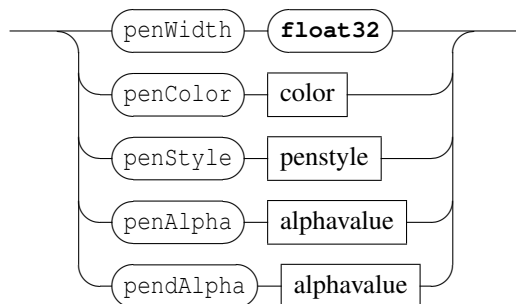 penWidth float32
penColor color
penStyle penstyle
penAlpha alphavalue
pendAlpha alphavalue